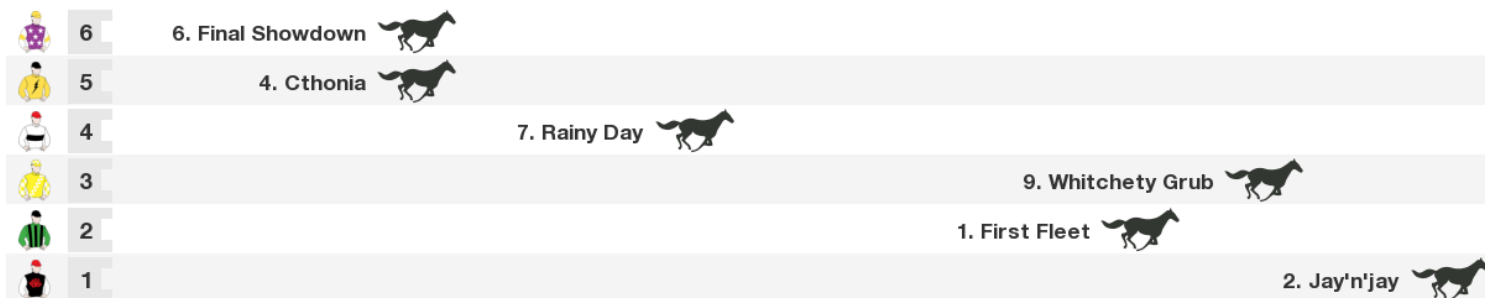 6 6. Final Showdown
5 4. Cthonia
4 7. Rainy Day
3 9. Whitchety Grub
2 1. First Fleet
1 2. Jay'n'jay